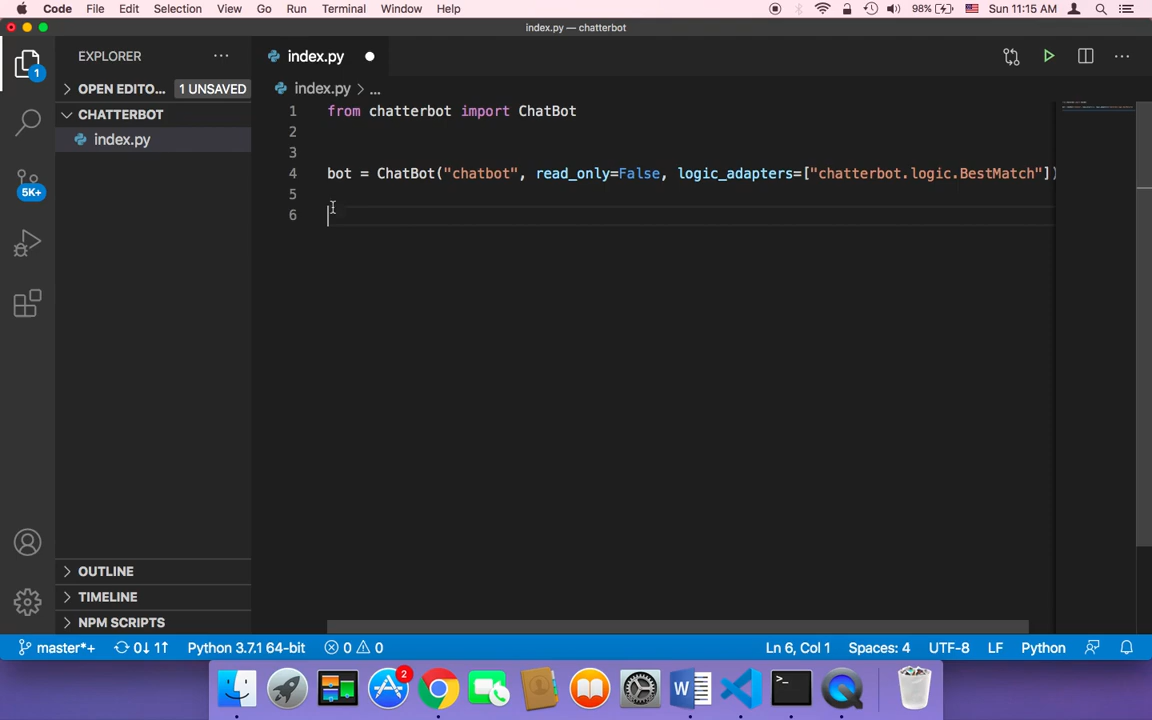 Code File Edit Selection View Go Run Terminal Window Help 98% Sun 11:15 AM
index.py — chatterbot
EXPLORER ...
index.py
1
OPEN EDITO... 1 UNSAVED
index.py > ...
CHATTERBOT
index.py
1 from chatterbot import ChatBot
2
3
4 bot = ChatBot("chatbot", read_only=False, logic_adapters=["chatterbot.logic.BestMatch"])
5
6
5K+
OUTLINE
TIMELINE
NPM SCRIPTS
master*+ 0↓ 1↑ Python 3.7.1 64-bit 0 0 Ln 6, Col 1 Spaces: 4 UTF-8 LF Python
2
W
>_